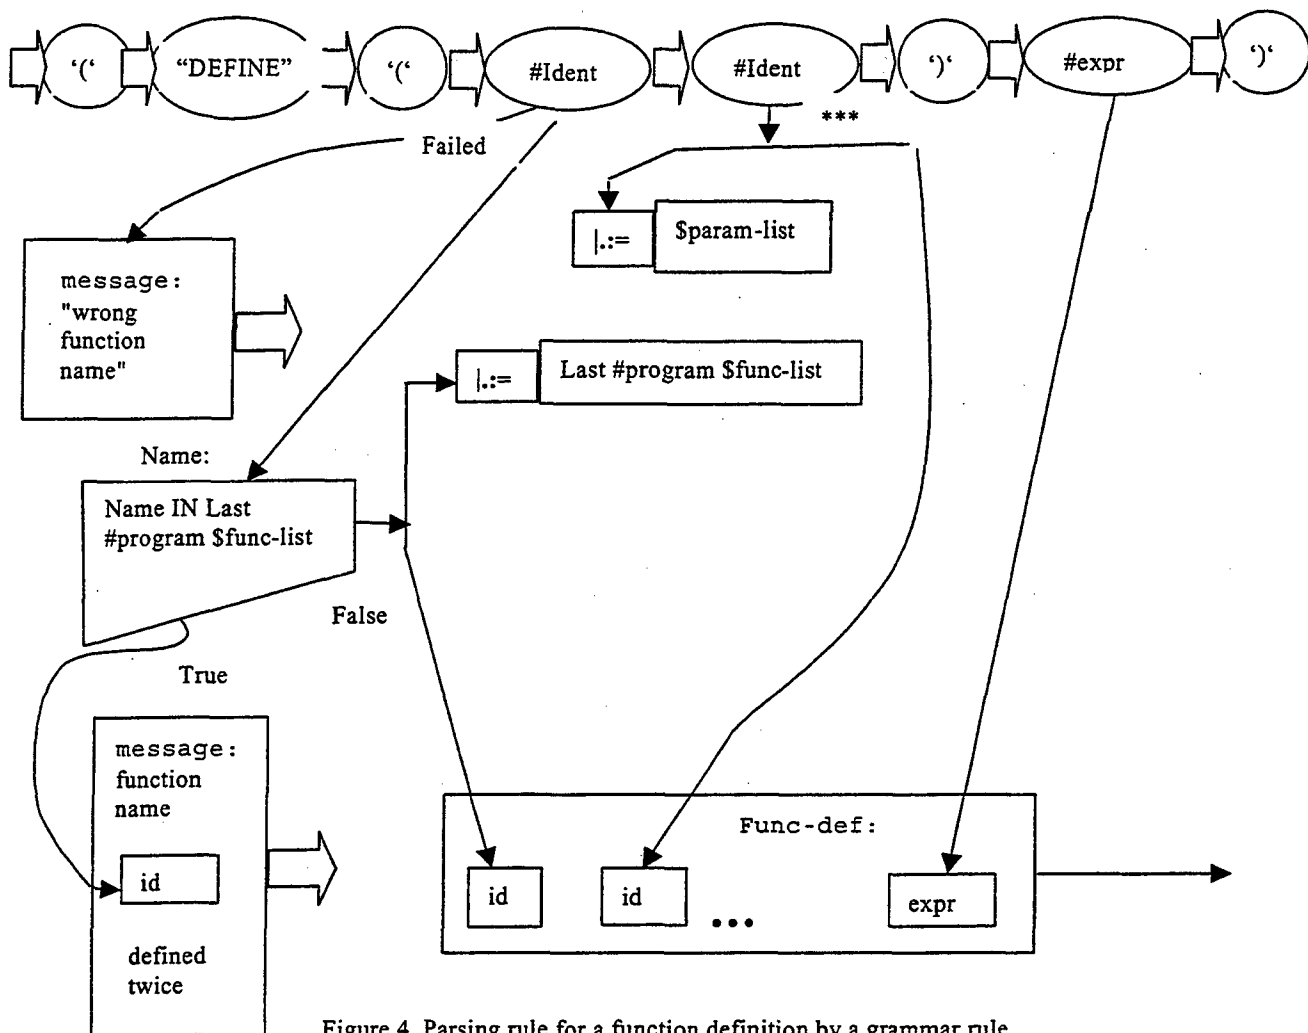 ‘(‘ “DEFINE” ‘(‘ #Ident #Ident ‘)‘ #expr ‘)‘
***
Failed
|.:= $param-list
message:
"wrong
function
name"
|.:= Last #program $func-list
Name:
Name IN Last
#program $func-list
False
True
message:
function
name
id
defined
twice
Func-def:
id id ... expr
Figure 4. Parsing rule for a function definition by a grammar rule